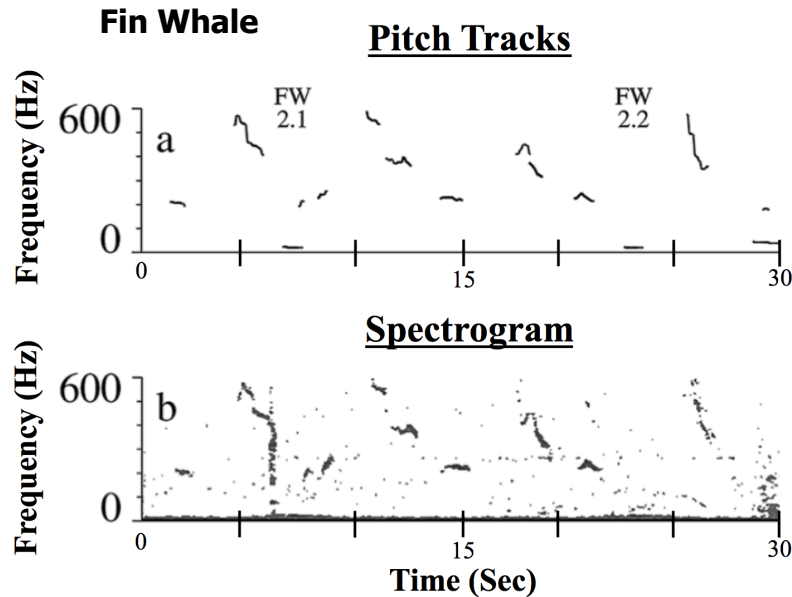 Fin Whale
Pitch Tracks
Frequency (Hz)
600
0
a
FW
2.1
FW
2.2
0
15
30
Spectrogram
Frequency (Hz)
600
0
b
0
15
30
Time (Sec)